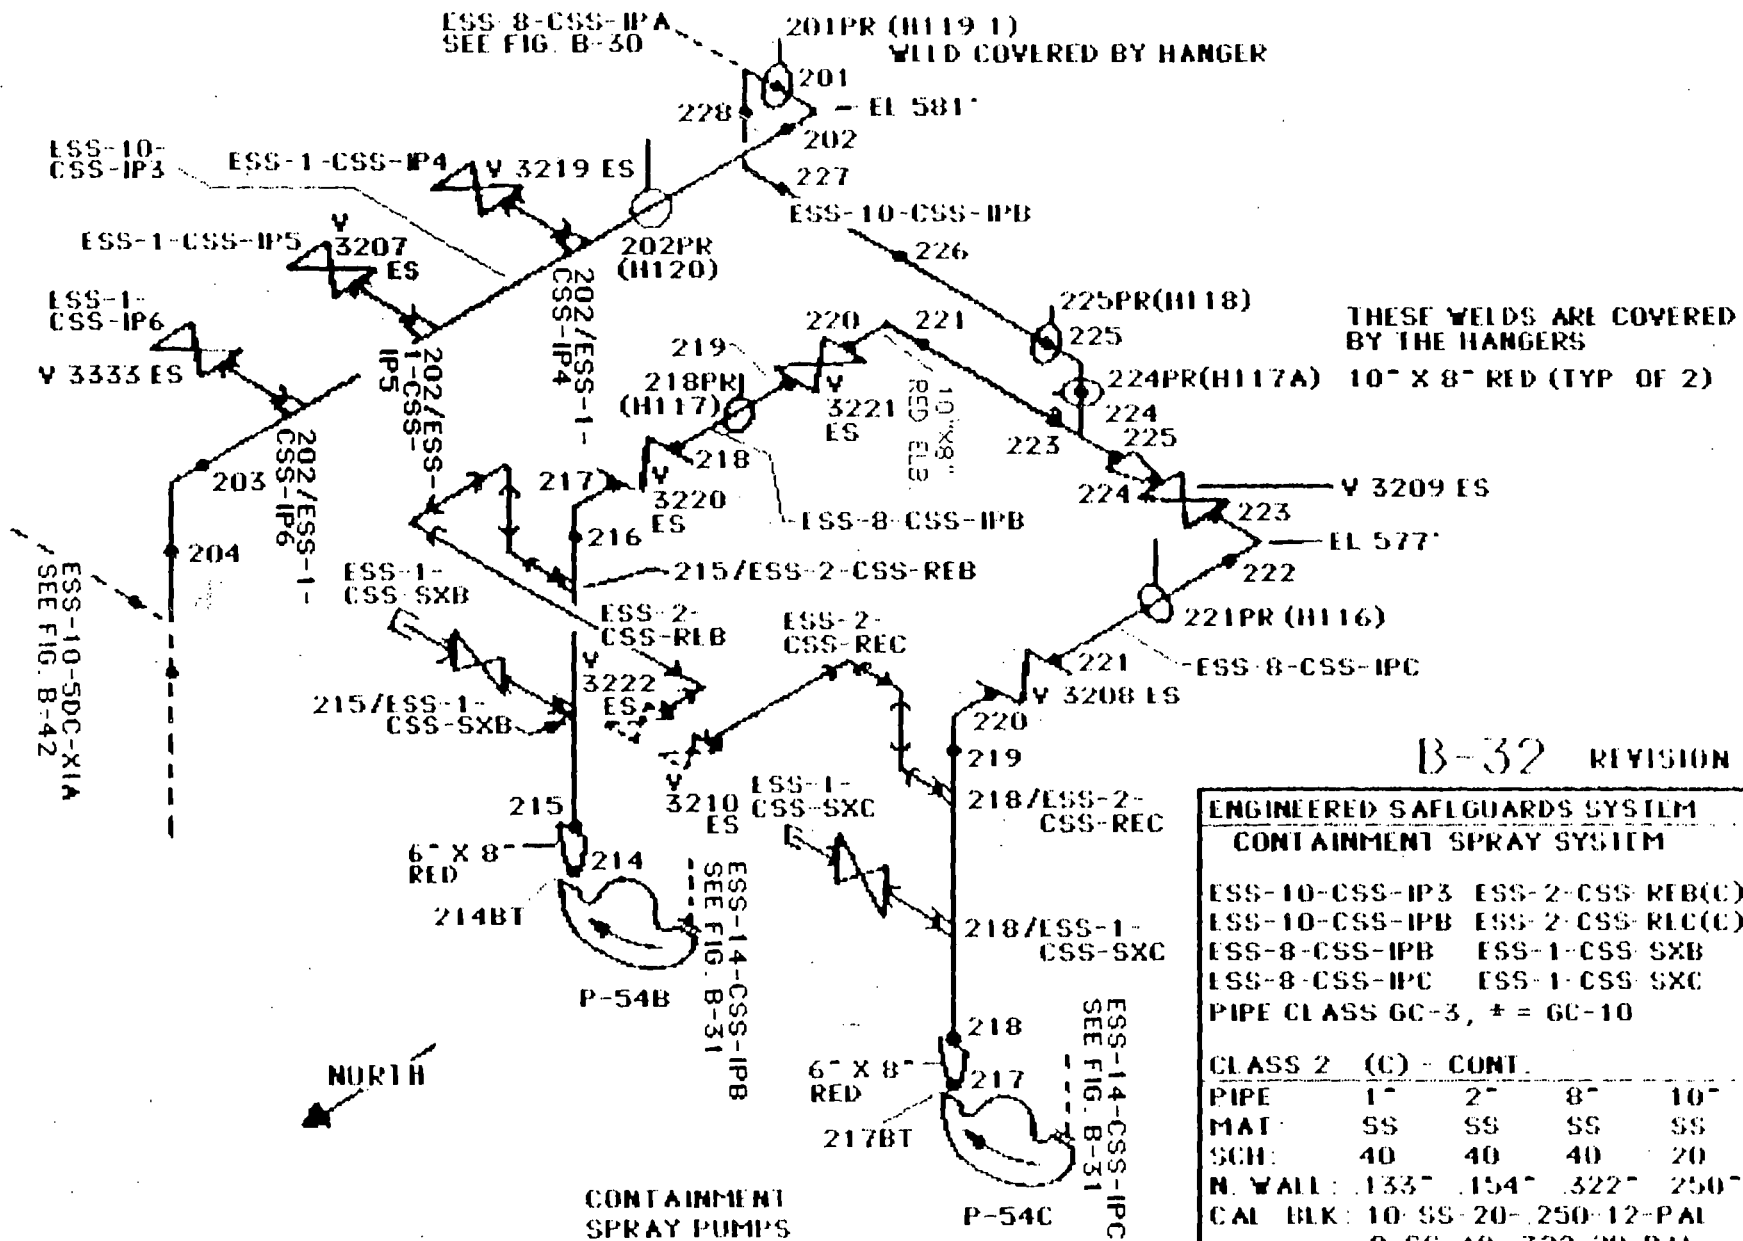 ESS-8-CSS-IPA
SEE FIG. B-30
201PR (H119 1)
WELD COVERED BY HANGER
201
228
EL 581'
202
ESS-10-
CSS-IP3
ESS-1-CSS-IP4
V 3219 ES
227
ESS-10-CSS-IPB
ESS-1-CSS-IP5
V
3207
ES
202PR
(H120)
226
ESS-1-
CSS-IP6
202/ESS-1-
CSS-IP4
225PR(H118)
225
THESE WELDS ARE COVERED
BY THE HANGERS
220
221
219
V 3333 ES
202/ESS-
1-CSS-
IP5
218PR
(H117)
V
3221
ES
10"X8"
RED ELB
224PR(H117A)
10" X 8" RED (TYP OF 2)
224
223
225
203
202/ESS-1-
CSS-IP6
217
218
V
3220
ES
224
V 3209 ES
223
ESS-8-CSS-IPB
216
EL 577'
204
222
ESS-10-SDC-X1A
SEE FIG. B-42
ESS-1-
CSS-SXB
215/ESS-2-CSS-REB
ESS-2-
CSS-REB
ESS-2-
CSS-REC
221PR (H116)
V
3222
ES
221
ESS-8-CSS-IPC
215/ESS-1-
CSS-SXB
V 3208 ES
220
219
B-32 REVISION
V
3210
ES
ESS-1-
CSS-SXC
218/ESS-2-
CSS-REC
215
6" X 8"
RED
214
214BT
ESS-14-CSS-IPB
SEE FIG. B-31
218/ESS-1-
CSS-SXC
P-54B
218
6" X 8"
RED
217
217BT
ESS-14-CSS-IPC
SEE FIG. B-31
P-54C
NORTH
CONTAINMENT
SPRAY PUMPS
ENGINEERED SAFEGUARDS SYSTEM
CONTAINMENT SPRAY SYSTEM
ESS-10-CSS-IP3 ESS-2-CSS-REB(C)
ESS-10-CSS-IPB ESS-2-CSS-REC(C)
ESS-8-CSS-IPB ESS-1-CSS-SXB
ESS-8-CSS-IPC ESS-1-CSS-SXC
PIPE CLASS GC-3, * = GC-10
CLASS 2 (C) - CONT.
PIPE 1" 2" 8" 10"
MAT: SS SS SS SS
SCH: 40 40 40 20
N. WALL: .133" .154" .322" .250"
CAL BLK: 10-SS-20-.250-12-PAL